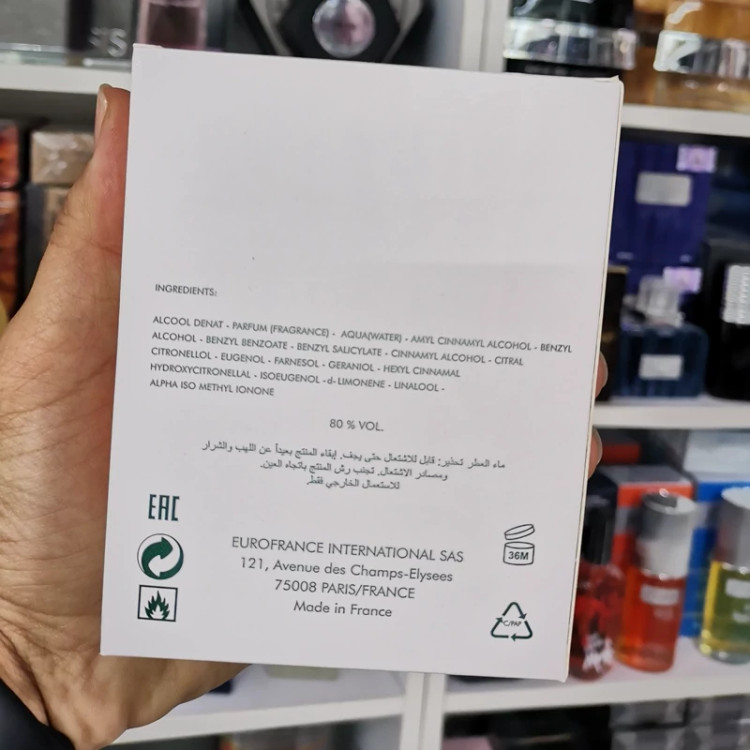 INGREDIENTS:
ALCOOL DENAT - PARFUM (FRAGRANCE) - AQUA(WATER) - AMYL CINNAMYL ALCOHOL - BENZYL
ALCOHOL - BENZYL BENZOATE - BENZYL SALICYLATE - CINNAMYL ALCOHOL - CITRAL
CITRONELLOL - EUGENOL - FARNESOL - GERANIOL - HEXYL CINNAMAL
HYDROXYCITRONELLAL - ISOEUGENOL -d- LIMONENE - LINALOOL -
ALPHA ISO METHYL IONONE
80 % VOL.
ماء العطر تحذير: قابل للاشتعال حتى يجف. إبقاء المنتج بعيداً عن اللهب والشرار
ومصادر الاشتعال. تجنب رش المنتج باتجاه العين.
للاستعمال الخارجي فقط.
EAC
EUROFRANCE INTERNATIONAL SAS
121, Avenue des Champs-Elysees
75008 PARIS/FRANCE
Made in France
36M
C/PAP